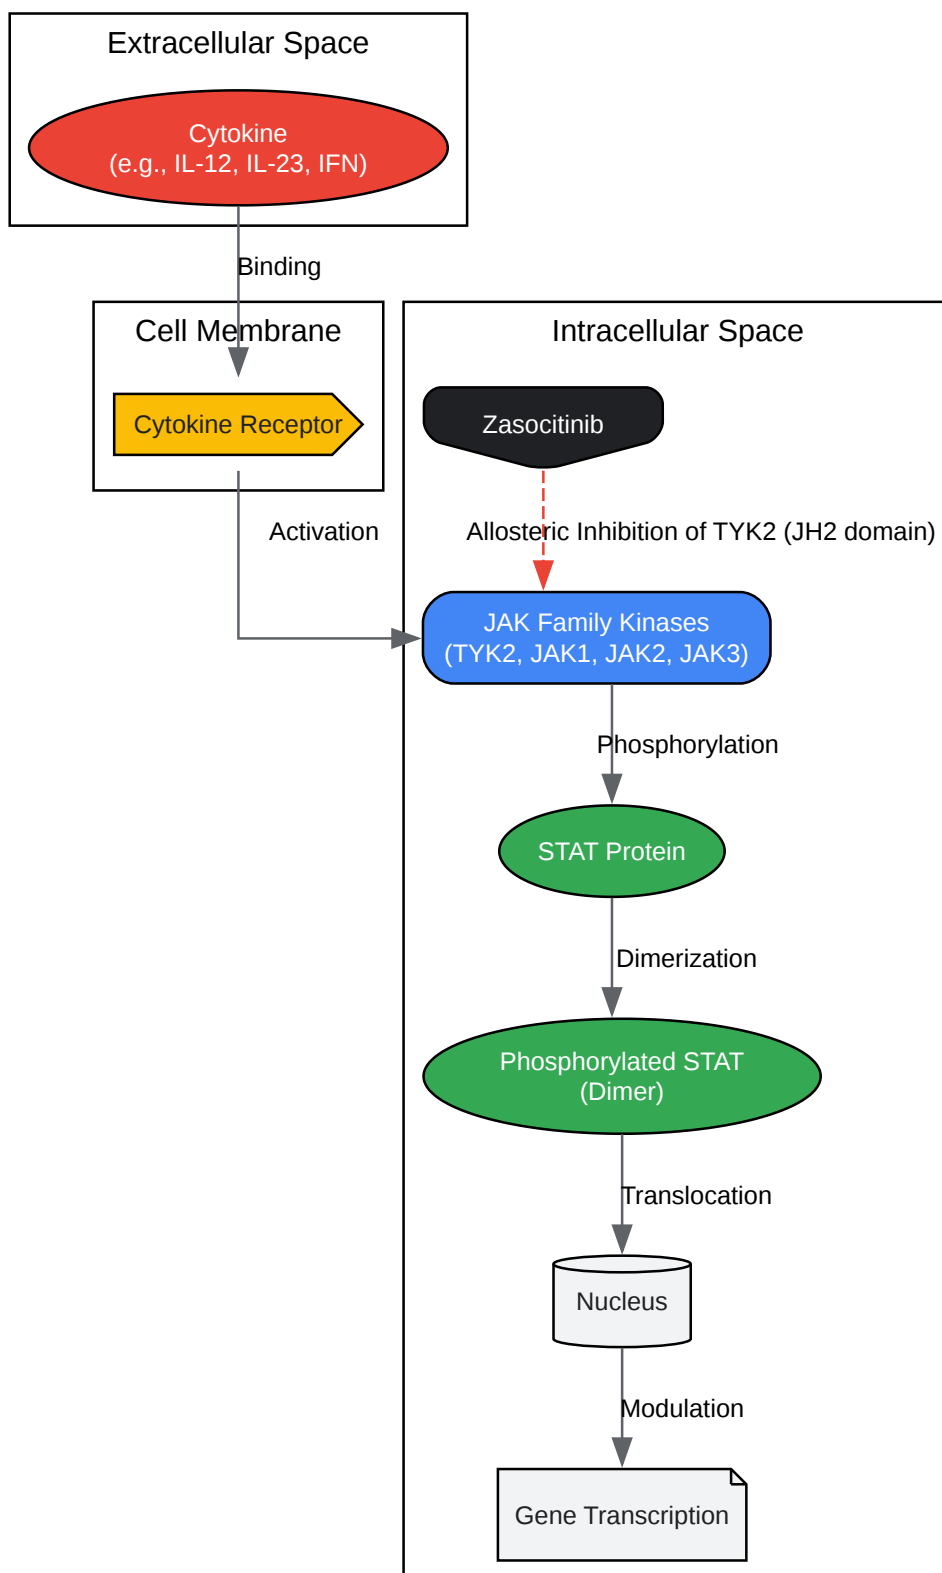 Extracellular Space
Cytokine
(e.g., IL-12, IL-23, IFN)
Binding
Cell Membrane
Cytokine Receptor
Activation
Intracellular Space
Zasocitinib
Allosteric Inhibition of TYK2 (JH2 domain)
JAK Family Kinases
(TYK2, JAK1, JAK2, JAK3)
Phosphorylation
STAT Protein
Dimerization
Phosphorylated STAT
(Dimer)
Translocation
Nucleus
Modulation
Gene Transcription